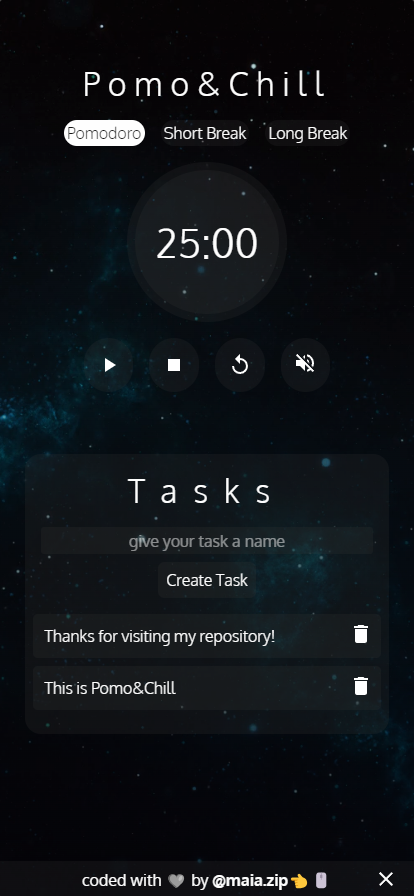 Pomo&Chill
Pomodoro Short Break Long Break
25:00
Tasks
give your task a name
Create Task
Thanks for visiting my repository!
This is Pomo&Chill
coded with 🩶 by @maia.zip👈🖱️